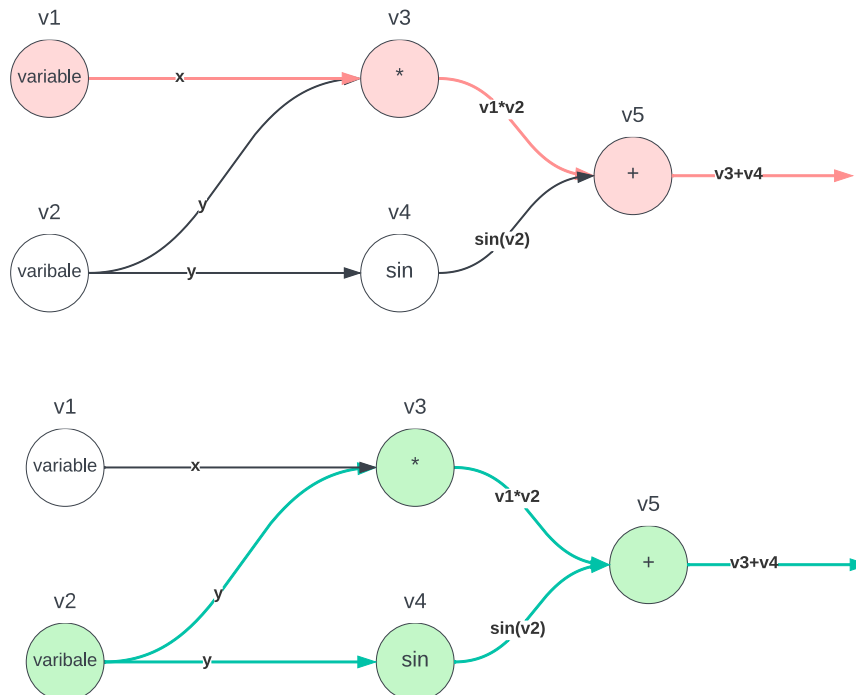 v1
v3
variable
x
*
v1*v2
v5
+
v3+v4
y
v2
v4
varibale
y
sin
sin(v2)
v1
v3
variable
x
*
v1*v2
v5
+
v3+v4
y
v2
v4
varibale
y
sin
sin(v2)